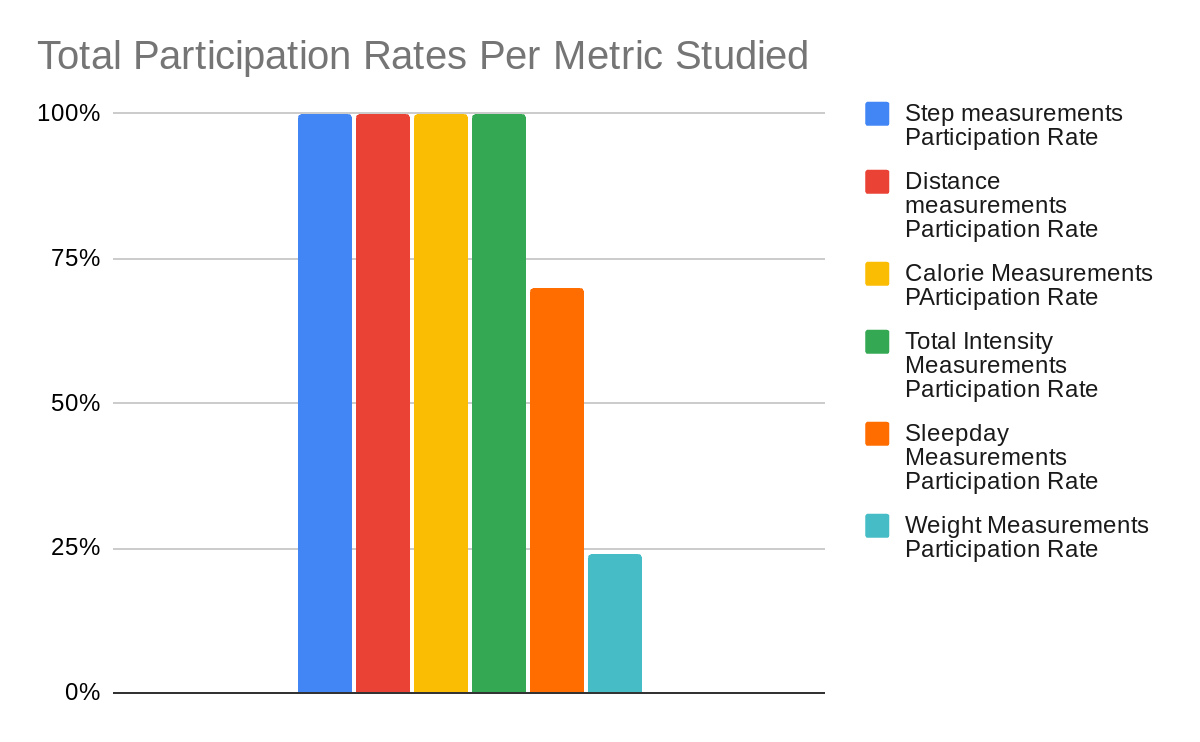 Total Participation Rates Per Metric Studied
100%
75%
50%
25%
0%
Step measurements
Participation Rate
Distance
measurements
Participation Rate
Calorie Measurements
PArticipation Rate
Total Intensity
Measurements
Participation Rate
Sleepday
Measurements
Participation Rate
Weight Measurements
Participation Rate